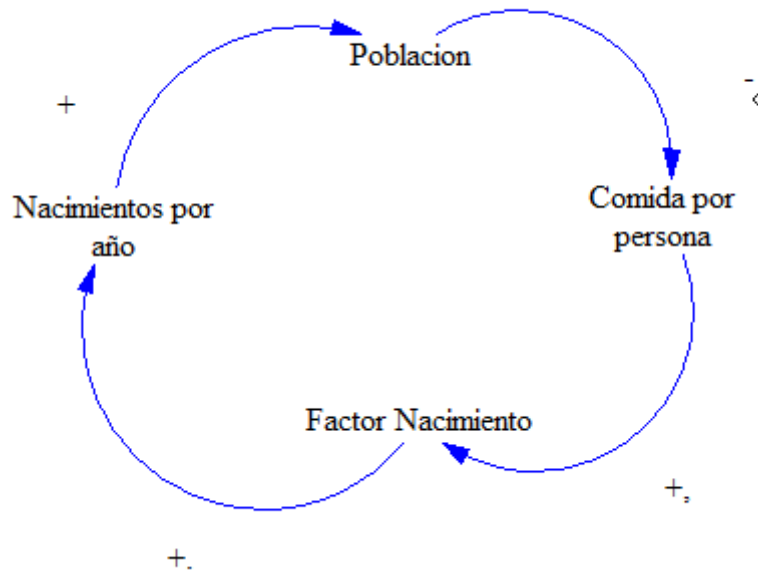 Poblacion
-
+
Comida por
persona
Nacimientos por
año
Factor Nacimiento
+,
+.